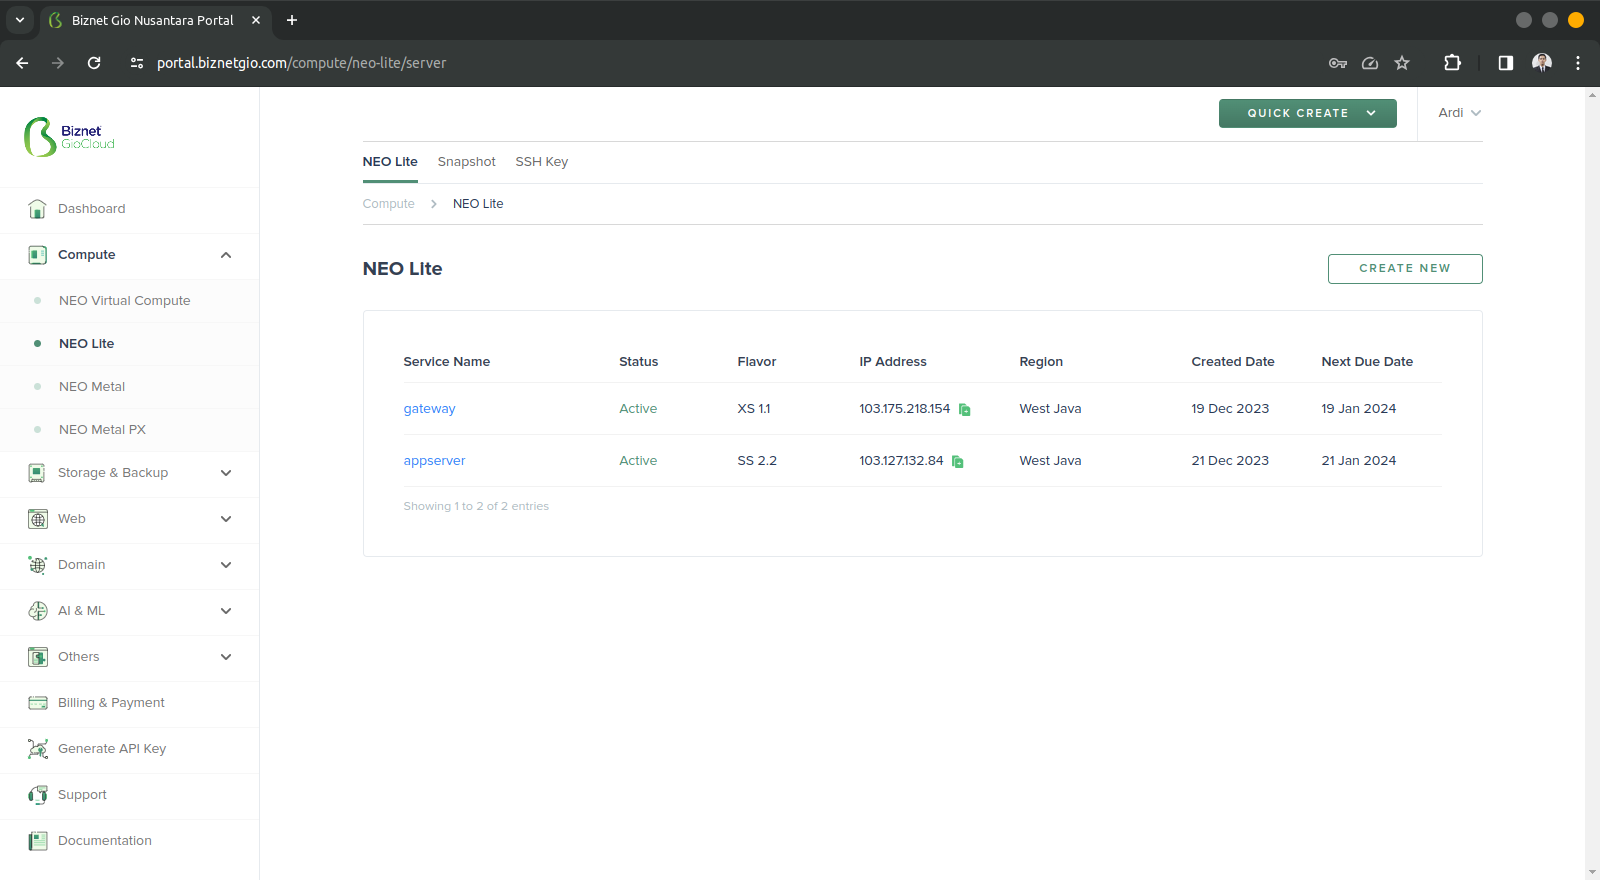 Biznet Gio Nusantara Portal
portal.biznetgio.com/compute/neo-lite/server
Biznet
GioCloud
QUICK CREATE
Ardi
NEO Lite Snapshot SSH Key
Compute > NEO Lite
NEO Lite
CREATE NEW
Dashboard
Compute
NEO Virtual Compute
NEO Lite
NEO Metal
NEO Metal PX
Storage & Backup
Web
Domain
AI & ML
Others
Billing & Payment
Generate API Key
Support
Documentation
Service Name Status Flavor IP Address Region Created Date Next Due Date
gateway Active XS 1.1 103.175.218.154 West Java 19 Dec 2023 19 Jan 2024
appserver Active SS 2.2 103.127.132.84 West Java 21 Dec 2023 21 Jan 2024
Showing 1 to 2 of 2 entries